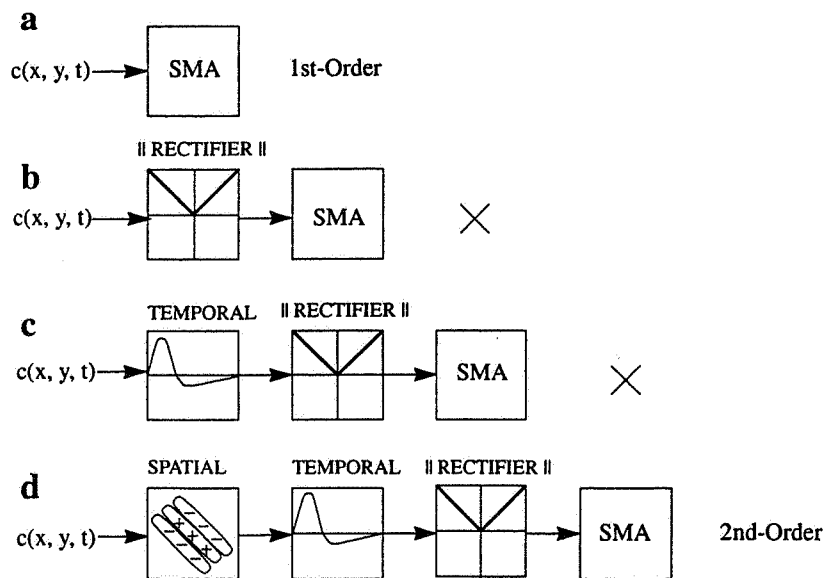 a
c(x, y, t)
SMA
1st-Order
|| RECTIFIER ||
b
c(x, y, t)
SMA
TEMPORAL
|| RECTIFIER ||
c
c(x, y, t)
SMA
SPATIAL
TEMPORAL
|| RECTIFIER ||
d
c(x, y, t)
SMA
2nd-Order